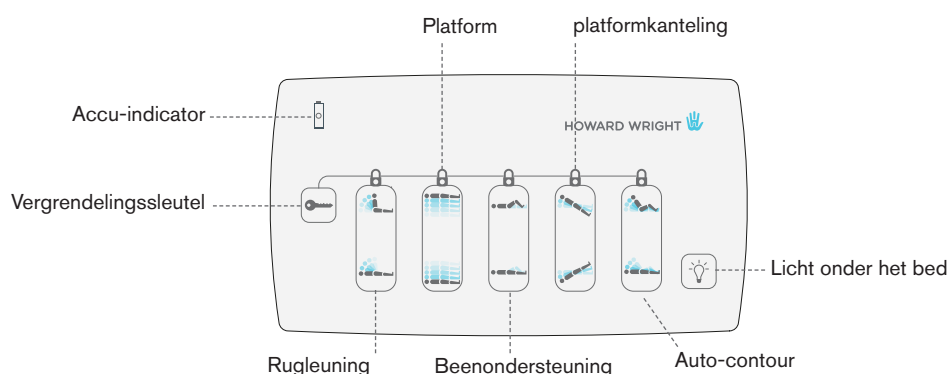 Platform
platformkanteling
Accu-indicator
HOWARD WRIGHT
Vergrendelingssleutel
Licht onder het bed
Rugleuning
Beenondersteuning
Auto-contour